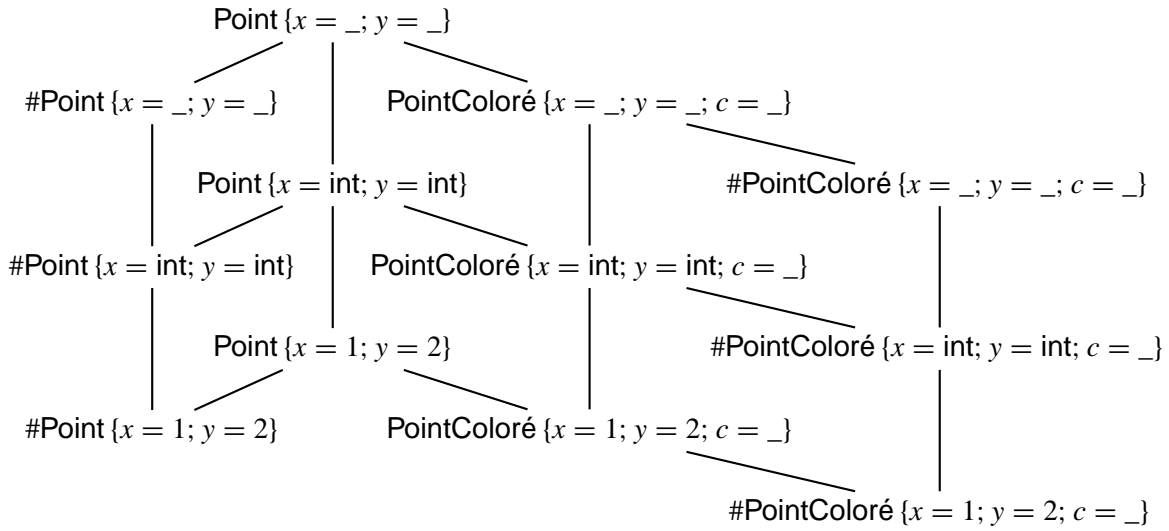 Point {x = _; y = _}
#Point {x = _; y = _}
PointColoré {x = _; y = _; c = _}
Point {x = int; y = int}
#PointColoré {x = _; y = _; c = _}
#Point {x = int; y = int}
PointColoré {x = int; y = int; c = _}
Point {x = 1; y = 2}
#PointColoré {x = int; y = int; c = _}
#Point {x = 1; y = 2}
PointColoré {x = 1; y = 2; c = _}
#PointColoré {x = 1; y = 2; c = _}